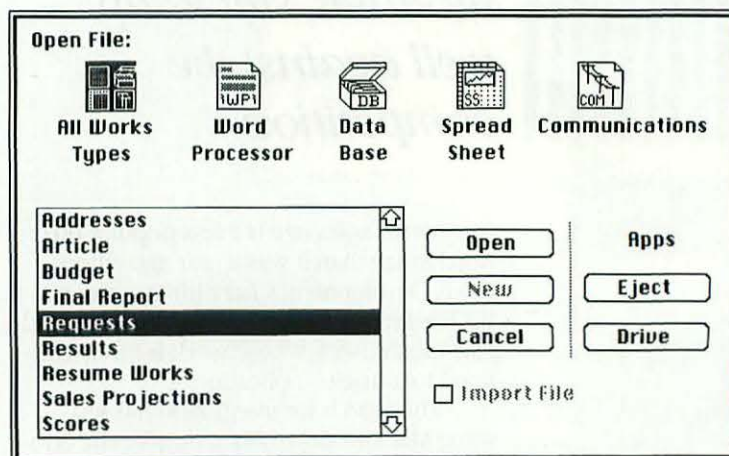 Open File:
WP
DB
SS
COM
All Works
Types
Word
Processor
Data
Base
Spread
Sheet
Communications
Addresses
Article
Budget
Final Report
Requests
Results
Resume Works
Sales Projections
Scores
Open
New
Cancel
Import File
Apps
Eject
Drive